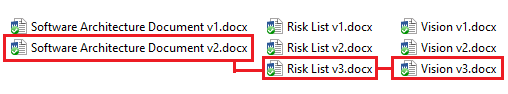 Software Architecture Document v1.docx
Software Architecture Document v2.docx
Risk List v1.docx
Risk List v2.docx
Risk List v3.docx
Vision v1.docx
Vision v2.docx
Vision v3.docx